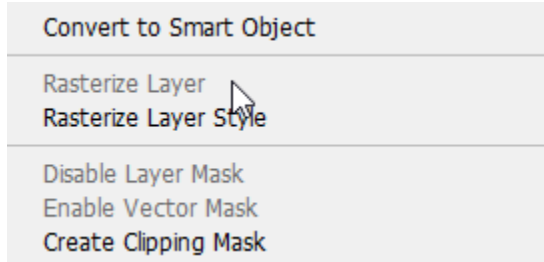 Convert to Smart Object
Rasterize Layer
Rasterize Layer Style
Disable Layer Mask
Enable Vector Mask
Create Clipping Mask